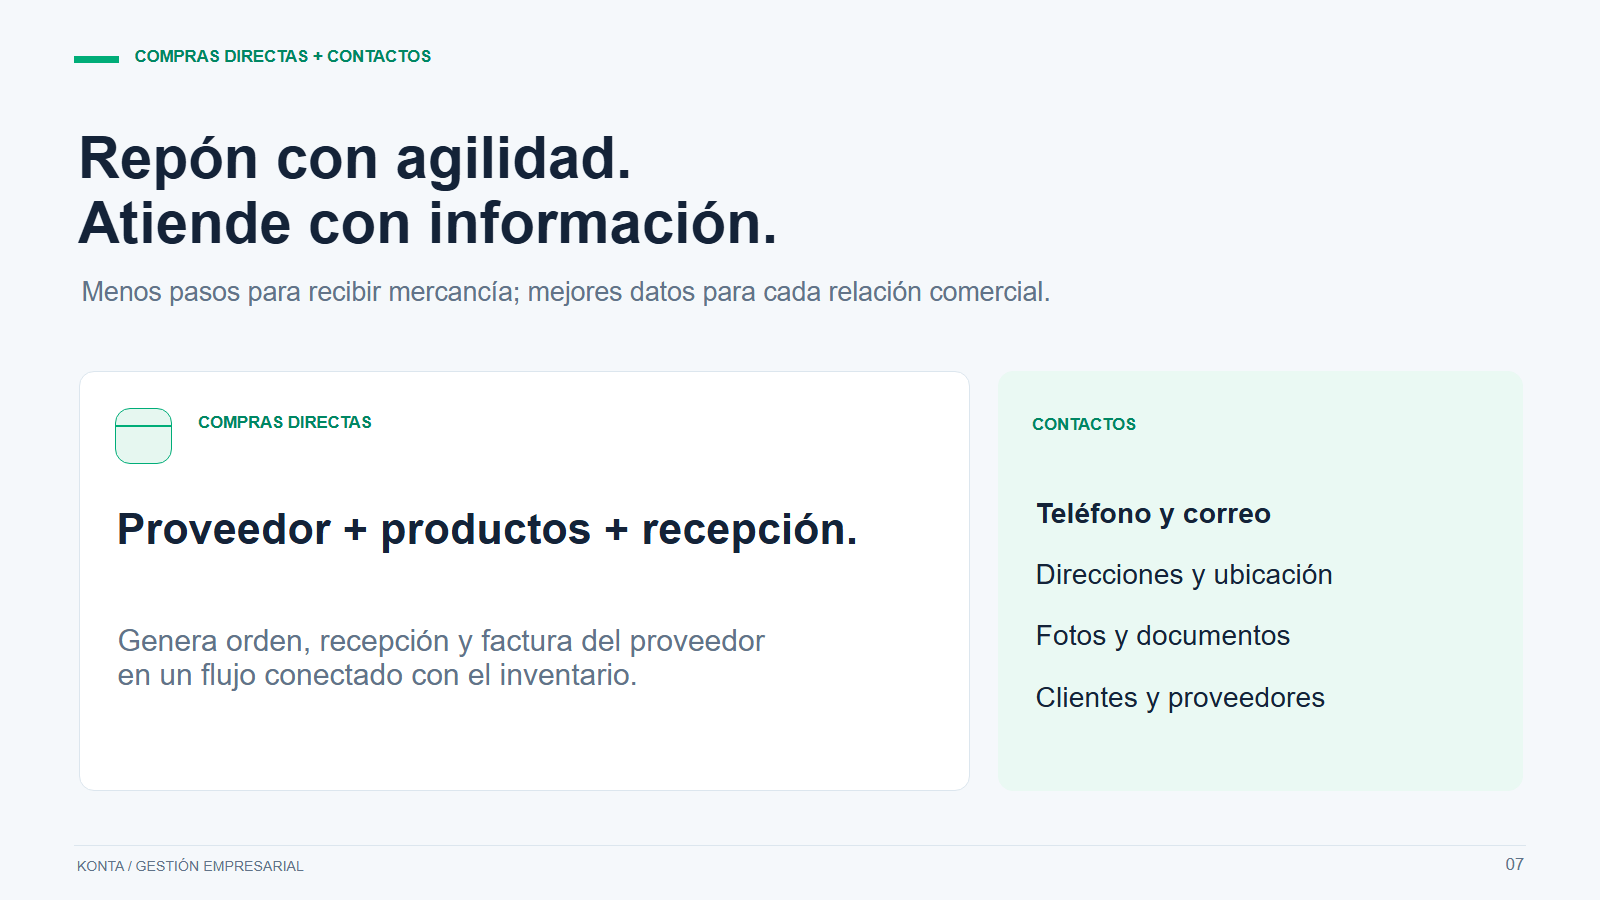 COMPRAS DIRECTAS + CONTACTOS
Repón con agilidad.
Atiende con información.
Menos pasos para recibir mercancía; mejores datos para cada relación comercial.
COMPRAS DIRECTAS
Proveedor + productos + recepción.
Genera orden, recepción y factura del proveedor
en un flujo conectado con el inventario.
CONTACTOS
Teléfono y correo
Direcciones y ubicación
Fotos y documentos
Clientes y proveedores
KONTA / GESTIÓN EMPRESARIAL
07